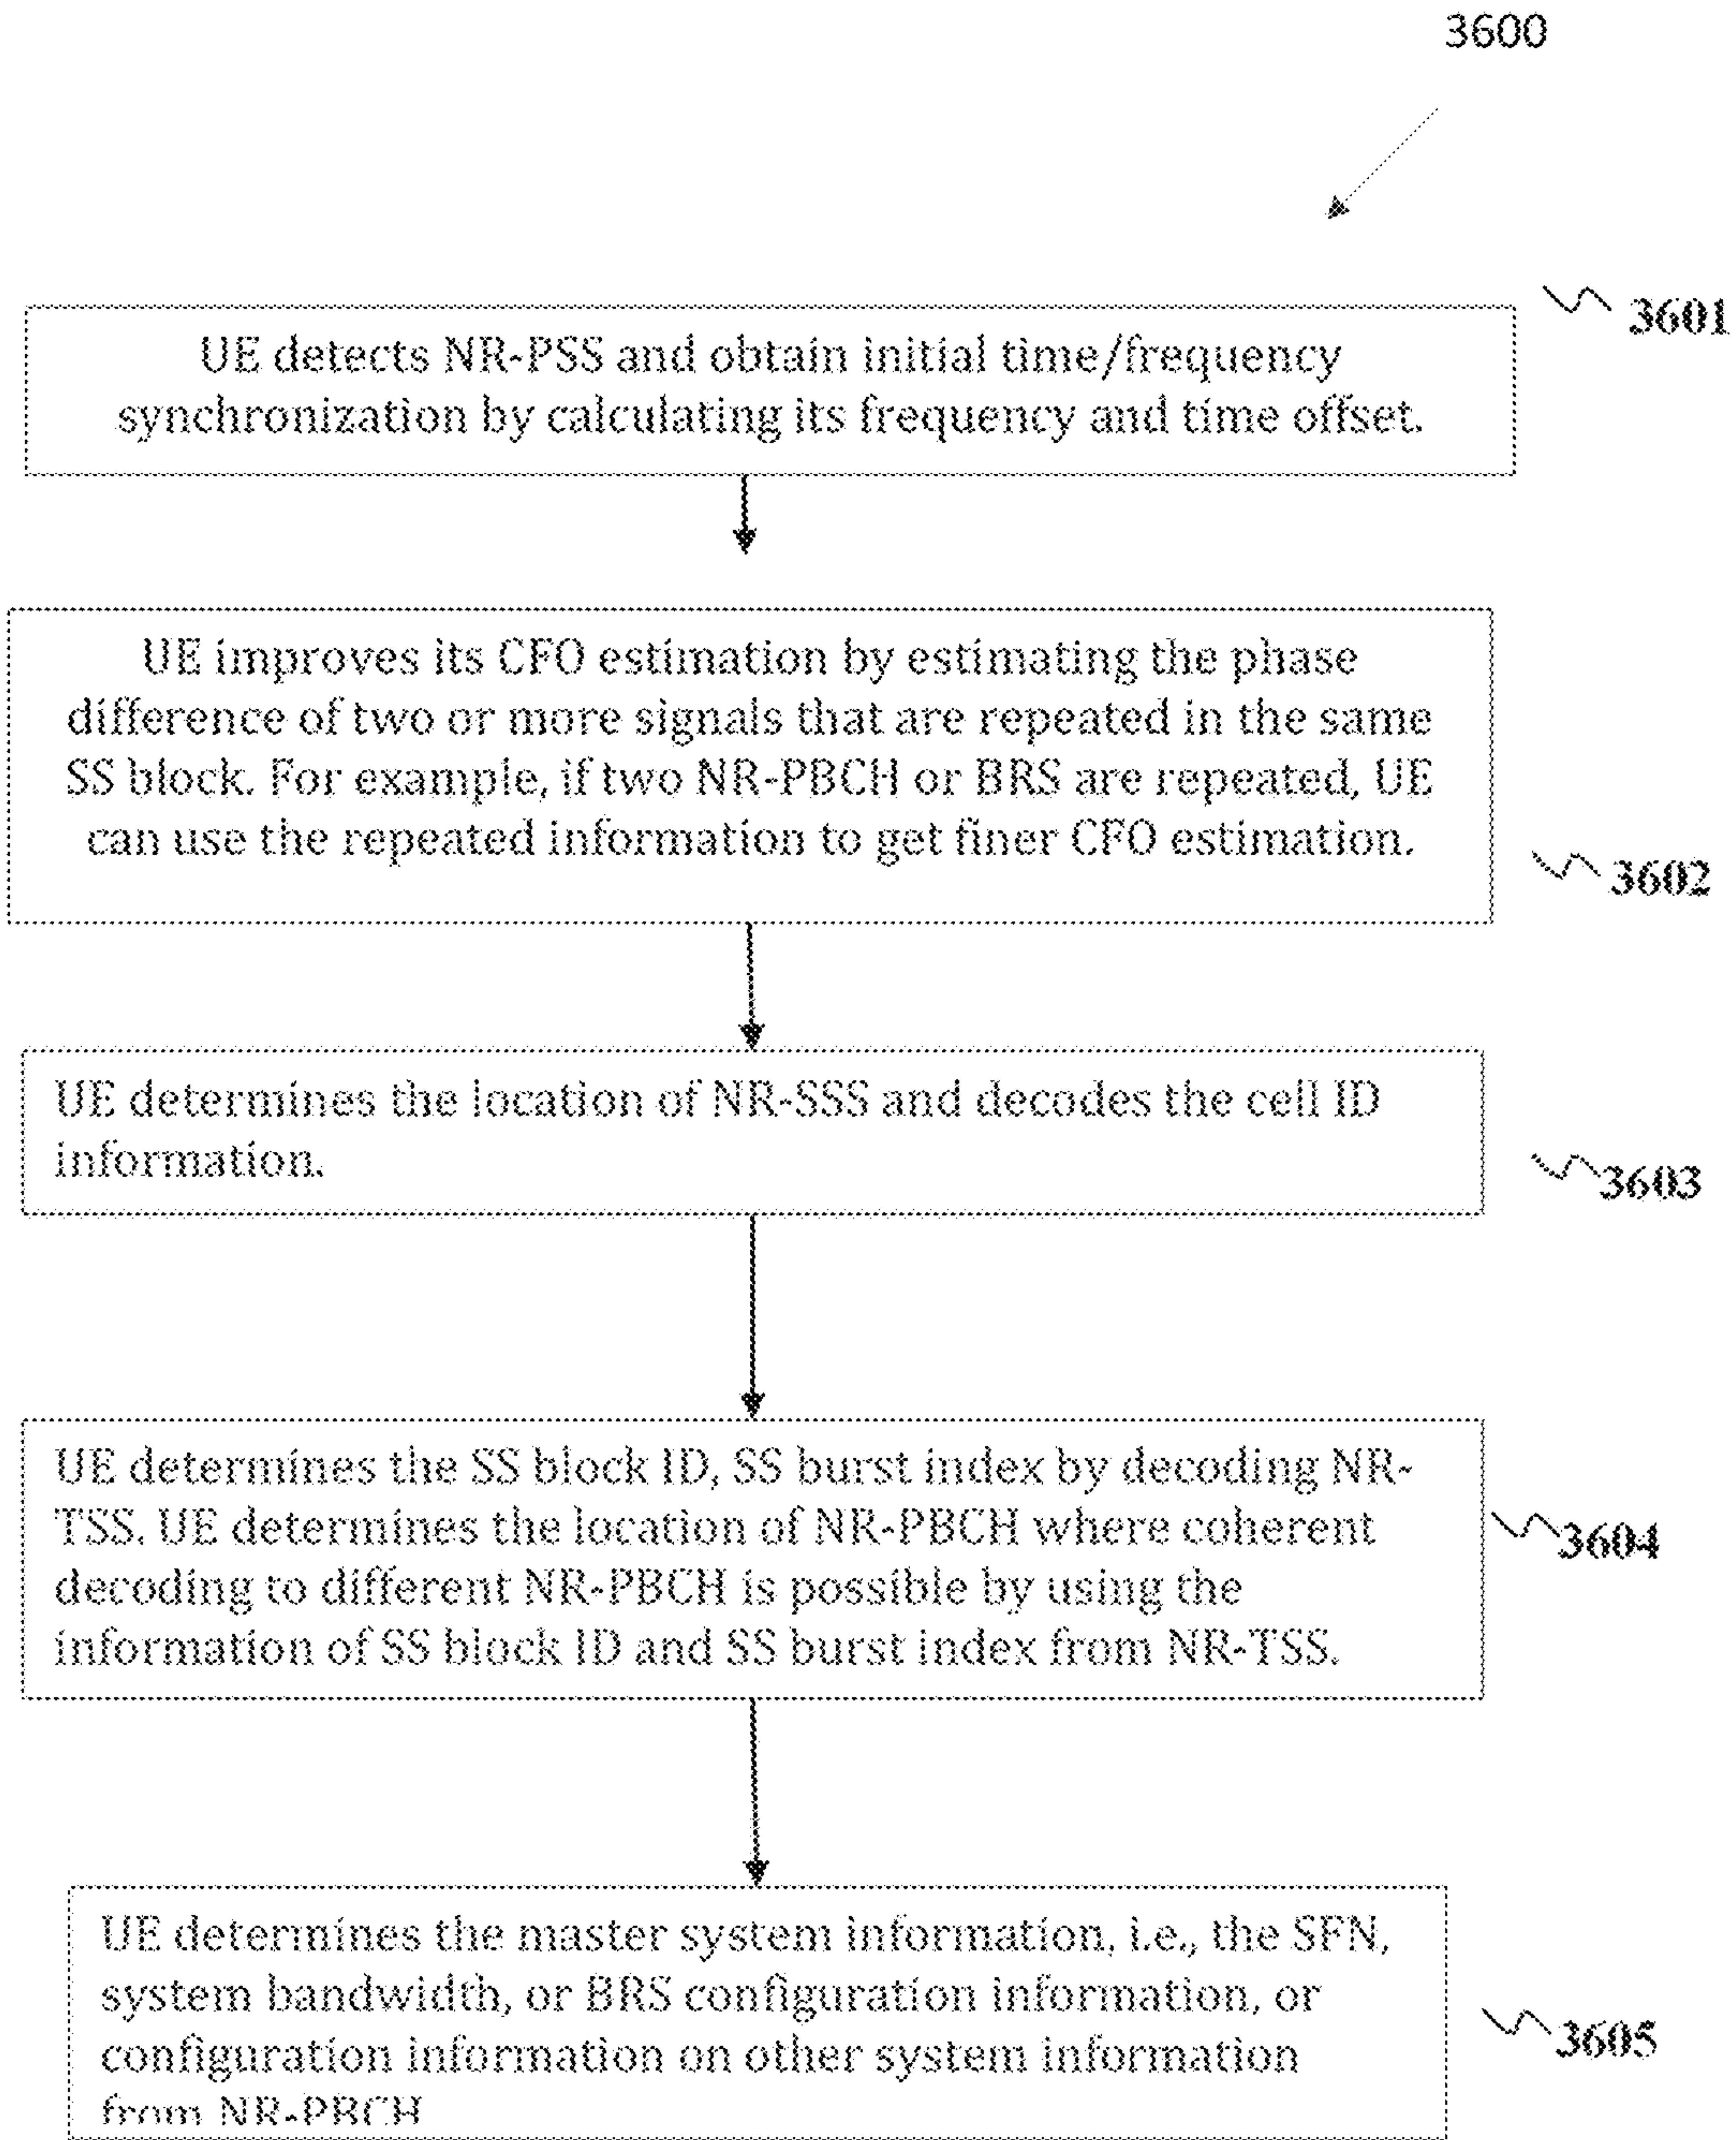 3600
3601
UE detects NR-PSS and obtain initial time/frequency
synchronization by calculating its frequency and time offset.
UE improves its CFO estimation by estimating the phase
difference of two or more signals that are repeated in the same
SS block. For example, if two NR-PBCH or BRS are repeated, UE
can use the repeated information to get finer CFO estimation.
3602
UE determines the location of NR-SSS and decodes the cell ID
information.
3603
UE determines the SS block ID, SS burst index by decoding NR-
TSS. UE determines the location of NR-PBCH where coherent
decoding to different NR-PBCH is possible by using the
information of SS block ID and SS burst index from NR-TSS.
3604
UE determines the master system information, i.e., the SFN,
system bandwidth, or BRS configuration information, or
configuration information on other system information
from NR-PBCH
3605